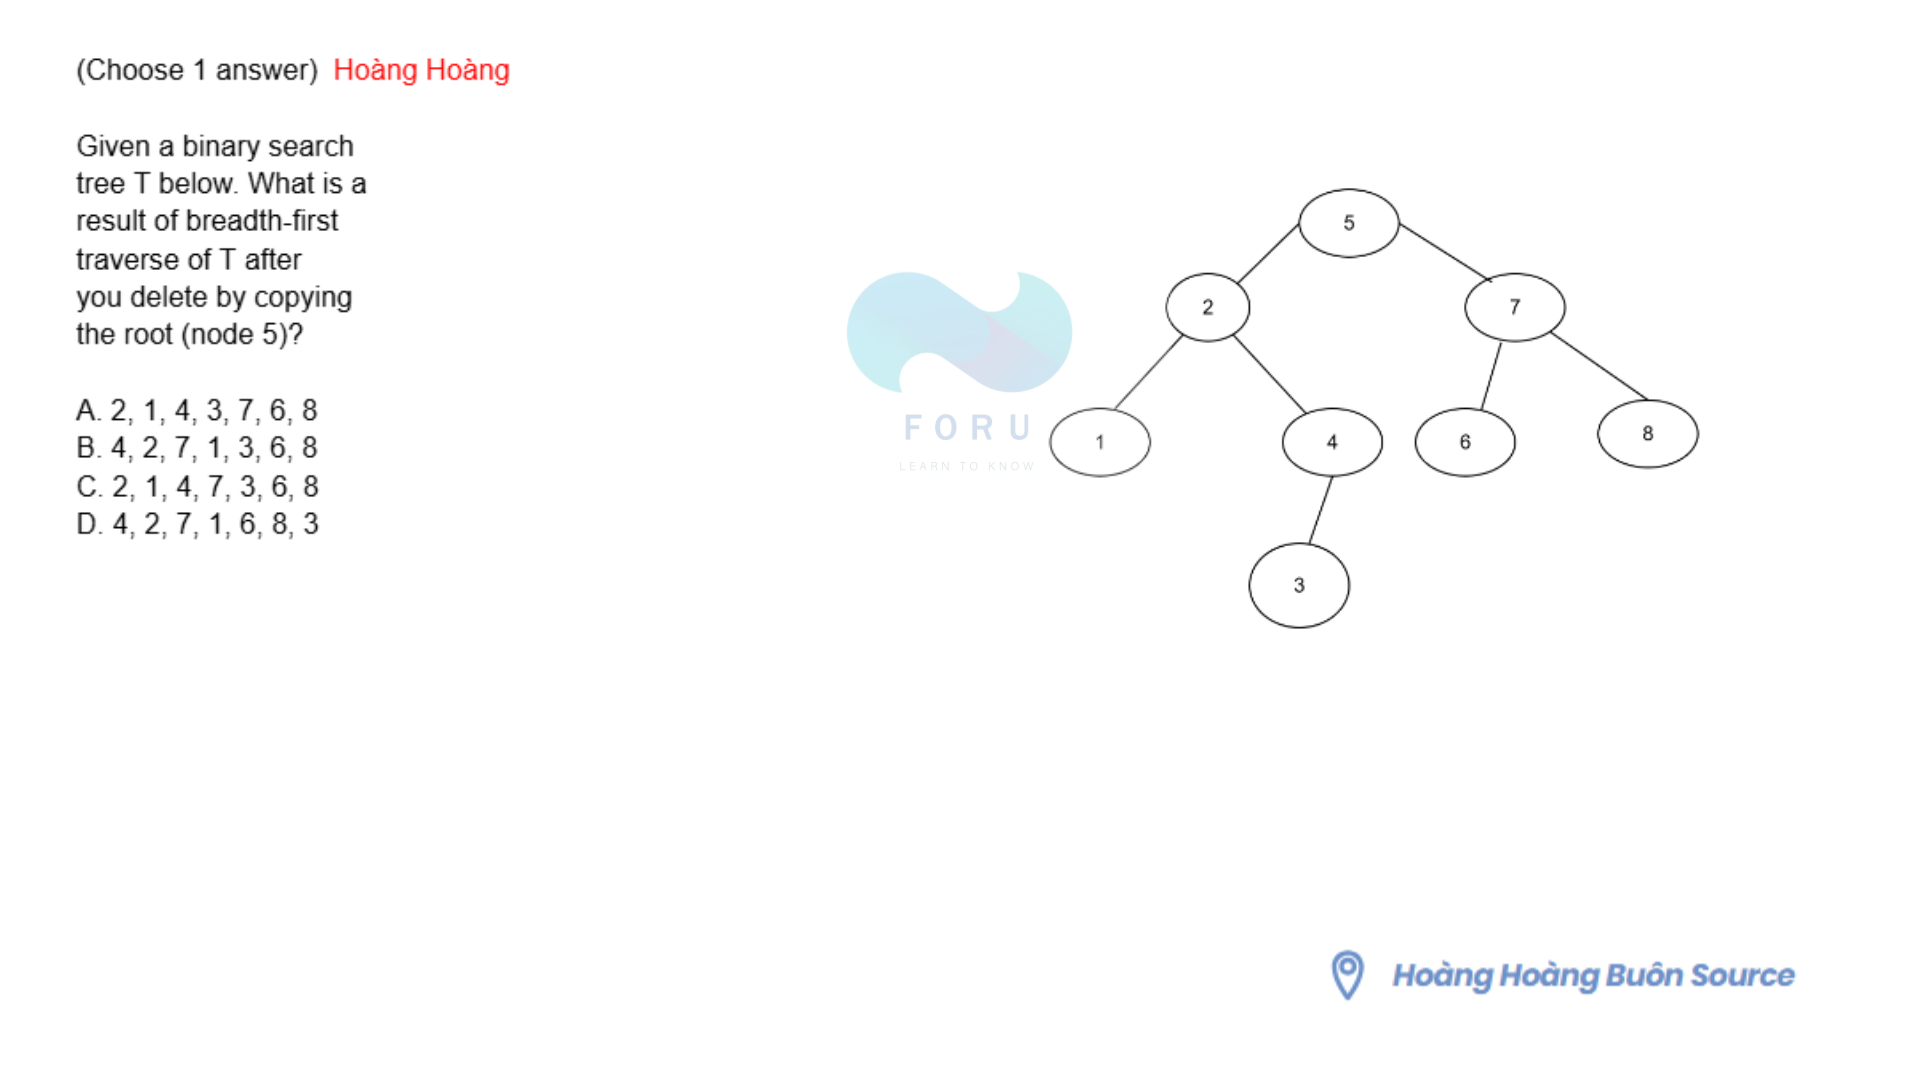 (Choose 1 answer) Hoàng Hoàng
Given a binary search
tree T below. What is a
result of breadth-first
traverse of T after
you delete by copying
the root (node 5)?
A. 2, 1, 4, 3, 7, 6, 8
B. 4, 2, 7, 1, 3, 6, 8
C. 2, 1, 4, 7, 3, 6, 8
D. 4, 2, 7, 1, 6, 8, 3
5
2
7
1
4
6
8
3
FORU
LEARN TO KNOW
Hoàng Hoàng Buôn Source